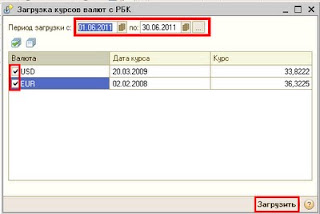 Загрузка курсов валют с РБК
Период загрузки с: 01.06.2011 по: 30.06.2011 ...
Валюта Дата курса Курс
USD 20.03.2009 33,8222
EUR 02.02.2008 36,3225
Загрузить